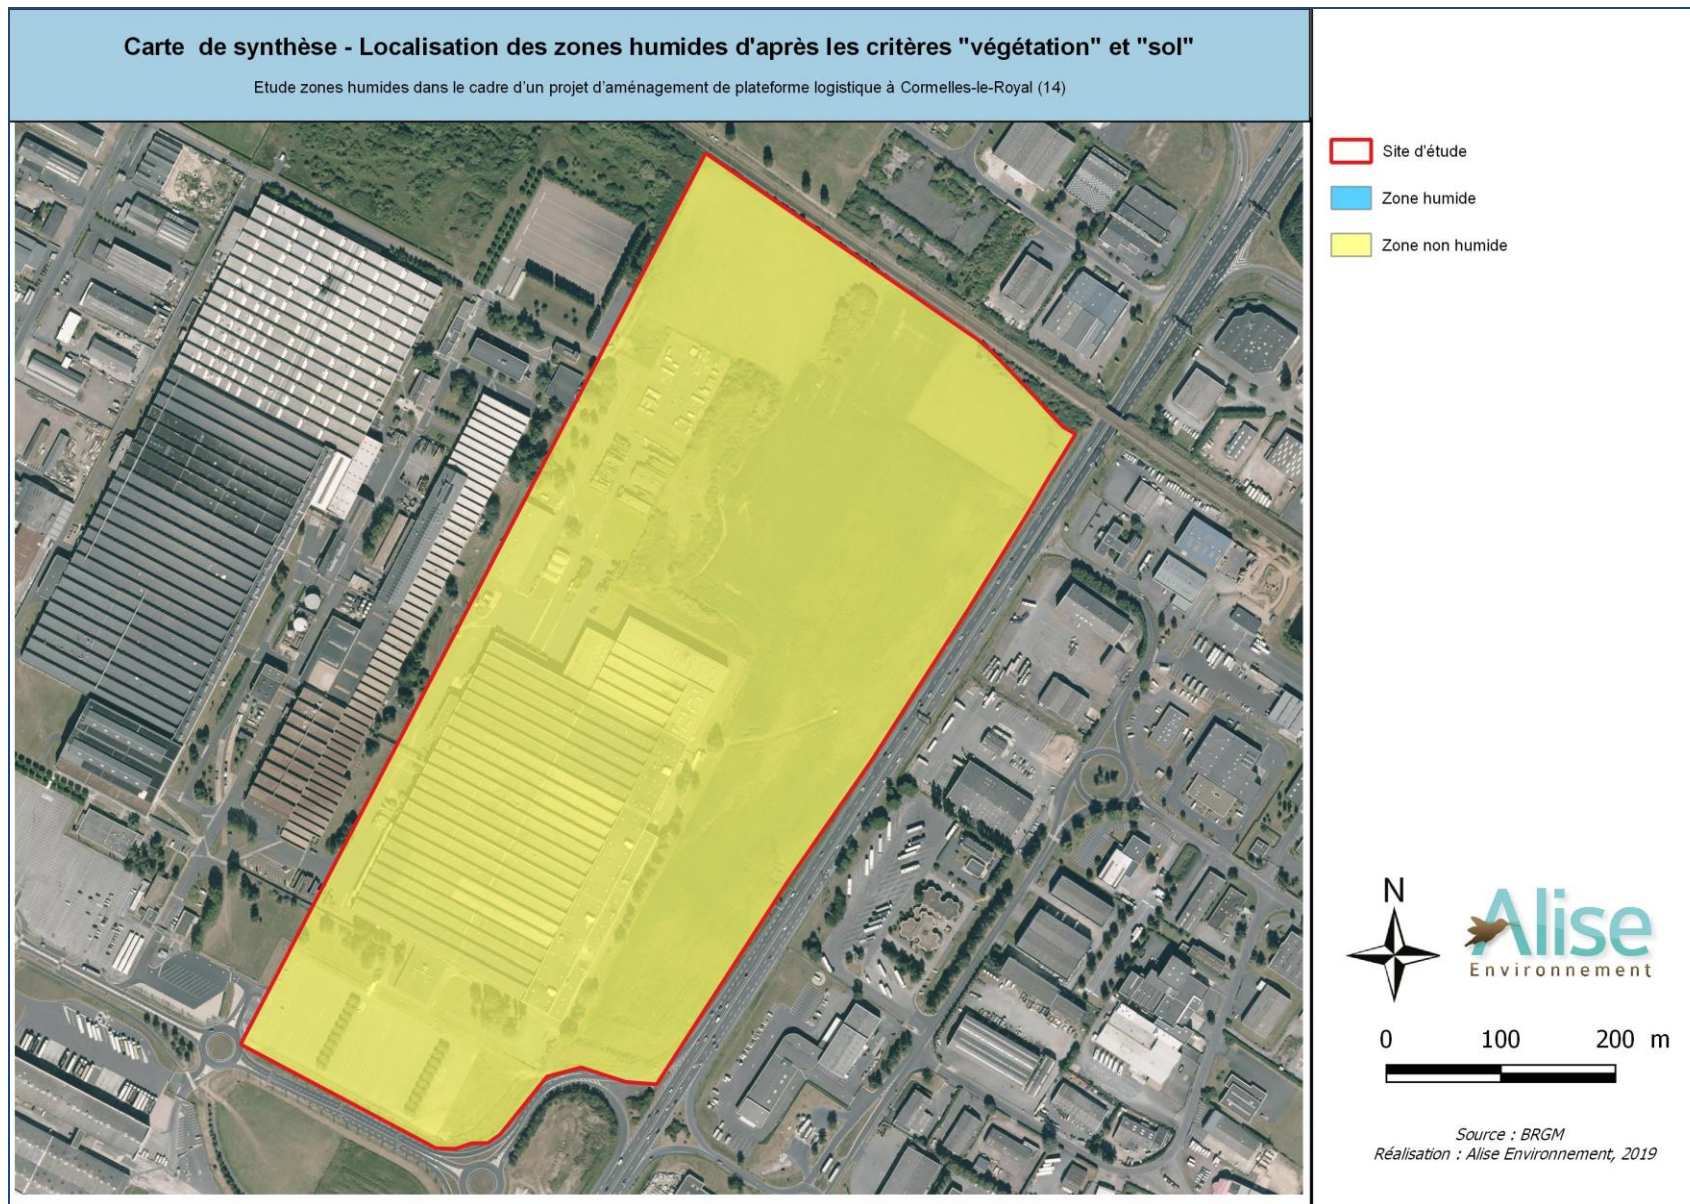 Carte de synthèse - Localisation des zones humides d'après les critères "végétation" et "sol"
Etude zones humides dans le cadre d'un projet d'aménagement de plateforme logistique à Cormelles-le-Royal (14)
Site d'étude
Zone humide
Zone non humide
N
Alise
Environnement
0 100 200 m
Source : BRGM
Réalisation : Alise Environnement, 2019